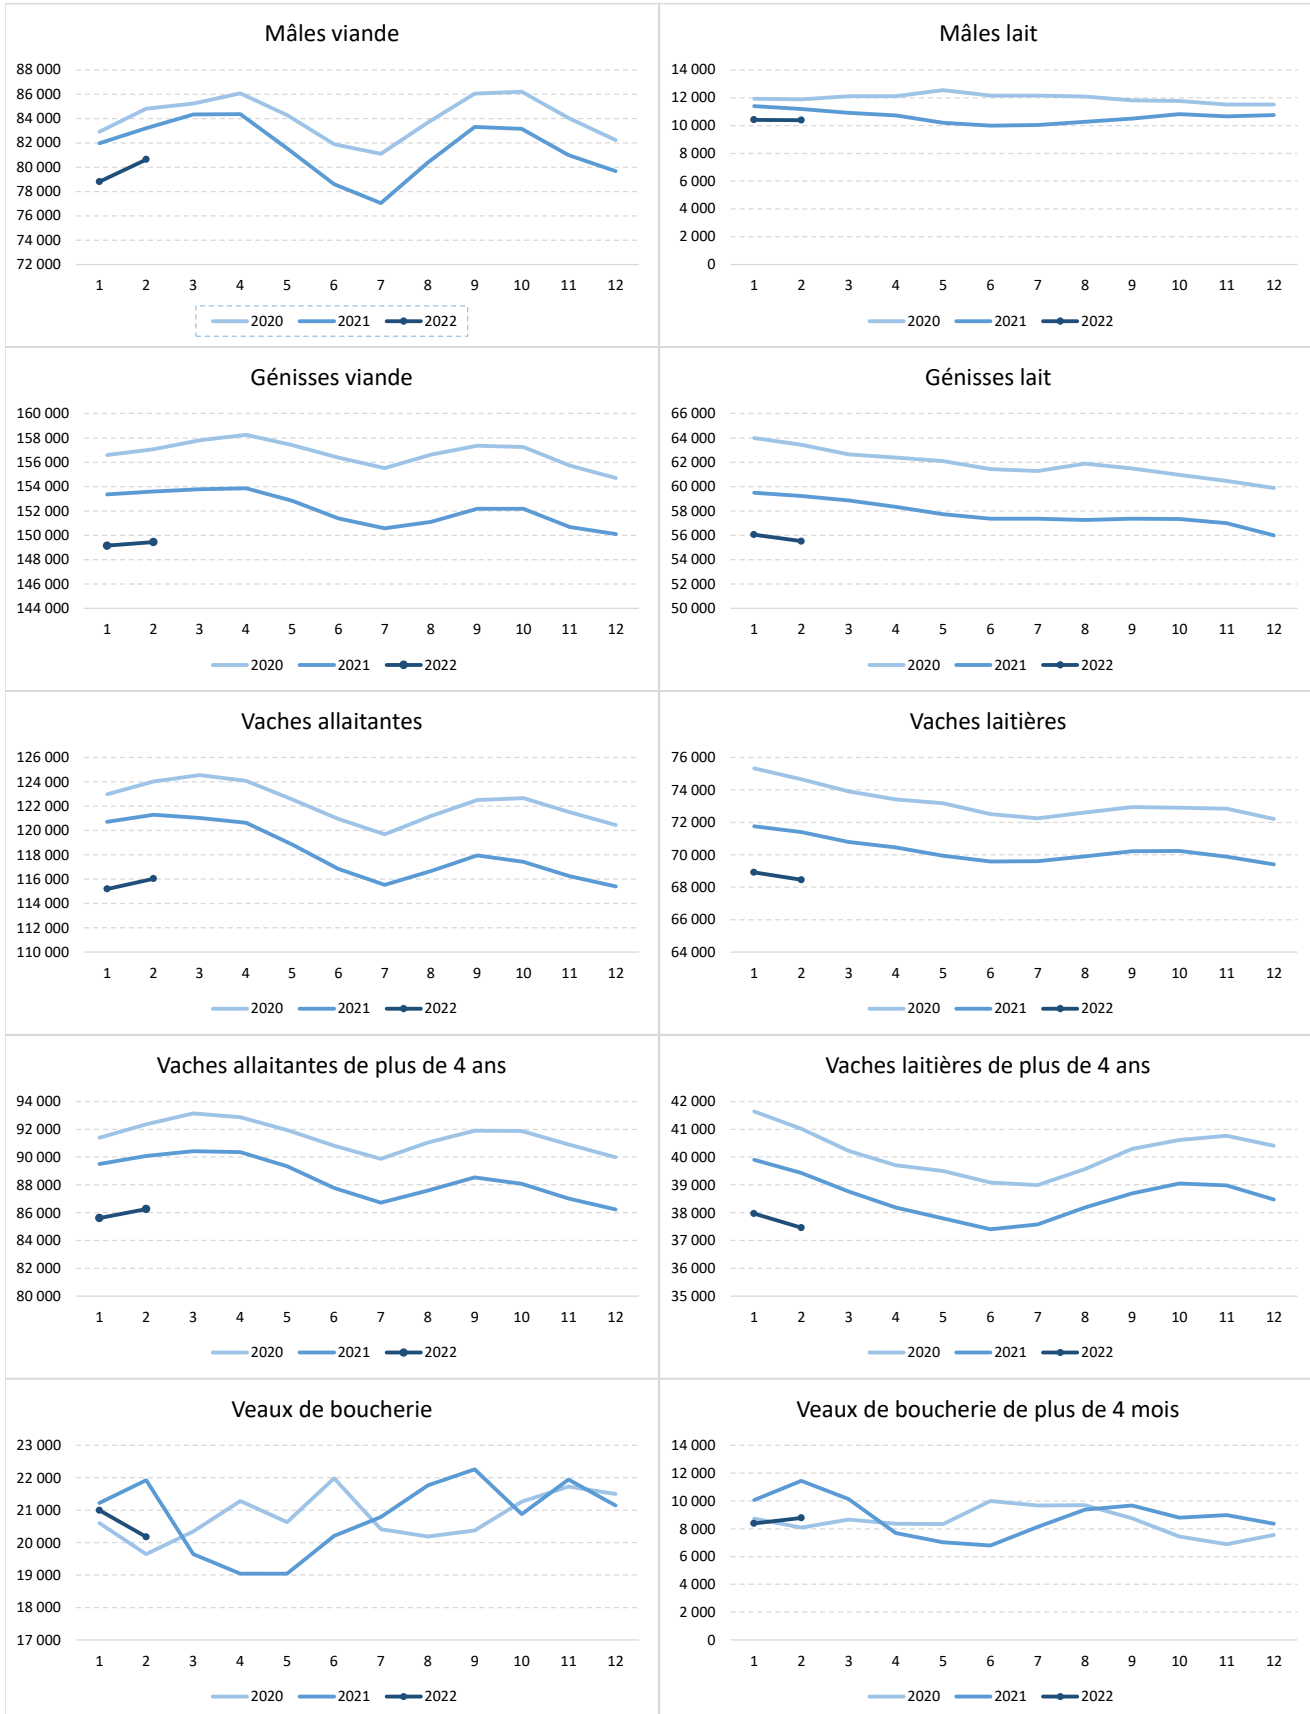 Mâles viande
88 000
86 000
84 000
82 000
80 000
78 000
76 000
74 000
72 000
1 2 3 4 5 6 7 8 9 10 11 12
2020 2021 2022
Mâles lait
14 000
12 000
10 000
8 000
6 000
4 000
2 000
0
1 2 3 4 5 6 7 8 9 10 11 12
2020 2021 2022
Génisses viande
160 000
158 000
156 000
154 000
152 000
150 000
148 000
146 000
144 000
1 2 3 4 5 6 7 8 9 10 11 12
2020 2021 2022
Génisses lait
66 000
64 000
62 000
60 000
58 000
56 000
54 000
52 000
50 000
1 2 3 4 5 6 7 8 9 10 11 12
2020 2021 2022
Vaches allaitantes
126 000
124 000
122 000
120 000
118 000
116 000
114 000
112 000
110 000
1 2 3 4 5 6 7 8 9 10 11 12
2020 2021 2022
Vaches laitières
76 000
74 000
72 000
70 000
68 000
66 000
64 000
1 2 3 4 5 6 7 8 9 10 11 12
2020 2021 2022
Vaches allaitantes de plus de 4 ans
94 000
92 000
90 000
88 000
86 000
84 000
82 000
80 000
1 2 3 4 5 6 7 8 9 10 11 12
2020 2021 2022
Vaches laitières de plus de 4 ans
42 000
41 000
40 000
39 000
38 000
37 000
36 000
35 000
1 2 3 4 5 6 7 8 9 10 11 12
2020 2021 2022
Veaux de boucherie
23 000
22 000
21 000
20 000
19 000
18 000
17 000
1 2 3 4 5 6 7 8 9 10 11 12
2020 2021 2022
Veaux de boucherie de plus de 4 mois
14 000
12 000
10 000
8 000
6 000
4 000
2 000
0
1 2 3 4 5 6 7 8 9 10 11 12
2020 2021 2022